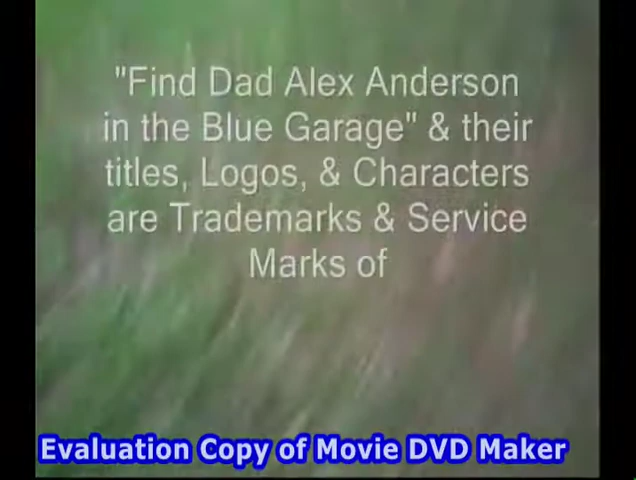 "Find Dad Alex Anderson
in the Blue Garage" & their
titles, Logos, & Characters
are Trademarks & Service
Marks of
Evaluation Copy of Movie DVD Maker